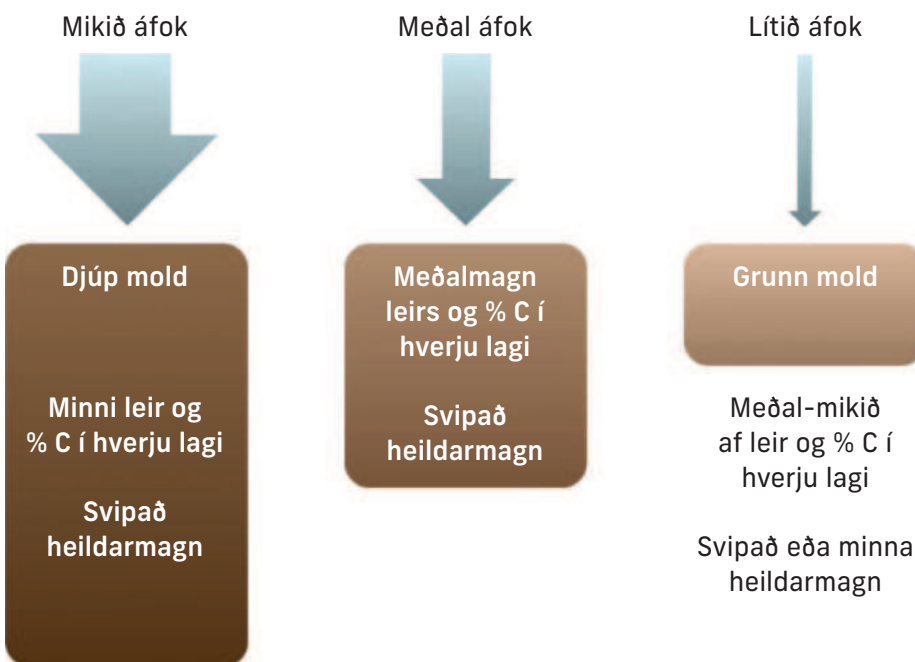 Mikið áfok
Meðal áfok
Lítið áfok
Djúp mold
Minni leir og
% C í hverju lagi
Svipað
heildarmagn
Meðalmagn
leirs og % C í
hverju lagi
Svipað
heildarmagn
Grunn mold
Meðal-mikið
af leir og % C í
hverju lagi
Svipað eða minna
heildarmagn